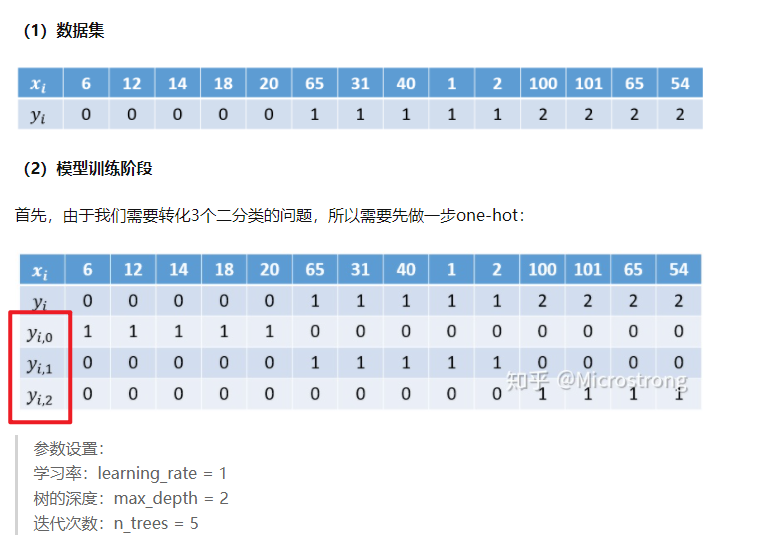 （1）数据集
xi 6 12 14 18 20 65 31 40 1 2 100 101 65 54
yi 0 0 0 0 0 1 1 1 1 1 2 2 2 2
（2）模型训练阶段
首先，由于我们需要转化3个二分类的问题，所以需要先做一步one-hot：
xi 6 12 14 18 20 65 31 40 1 2 100 101 65 54
yi 0 0 0 0 0 1 1 1 1 1 2 2 2 2
yi,0 1 1 1 1 1 0 0 0 0 0 0 0 0 0
yi,1 0 0 0 0 0 1 1 1 1 1 0 0 0 0
yi,2 0 0 0 0 0 0 0 0 0 0 1 1 1 1
知乎 @Microstrong
参数设置：
学习率：learning_rate = 1
树的深度：max_depth = 2
迭代次数：n_trees = 5